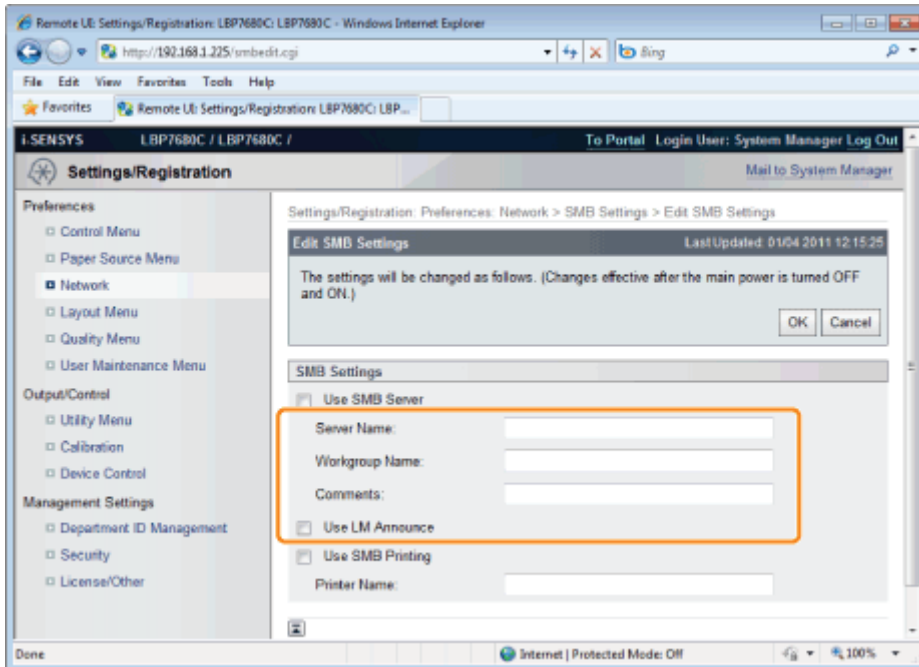 Remote UI: Settings/Registration: LBP7680C: LBP7680C - Windows Internet Explorer
http://192.168.1.225/smbedit.cgi
Bing
File Edit View Favorites Tools Help
Favorites
Remote UI: Settings/Registration: LBP7680C: LBP...
i-SENSYS LBP7680C / LBP7680C / To Portal Login User: System Manager Log Out
Settings/Registration Mail to System Manager
Preferences
Control Menu
Paper Source Menu
Network
Layout Menu
Quality Menu
User Maintenance Menu
Output/Control
Utility Menu
Calibration
Device Control
Management Settings
Department ID Management
Security
License/Other
Settings/Registration: Preferences: Network > SMB Settings > Edit SMB Settings
Edit SMB Settings Last Updated: 01/04 2011 12:15:25
The settings will be changed as follows. (Changes effective after the main power is turned OFF
and ON.)
OK Cancel
SMB Settings
Use SMB Server
Server Name:
Workgroup Name:
Comments:
Use LM Announce
Use SMB Printing
Printer Name:
Done Internet | Protected Mode: Off 100%